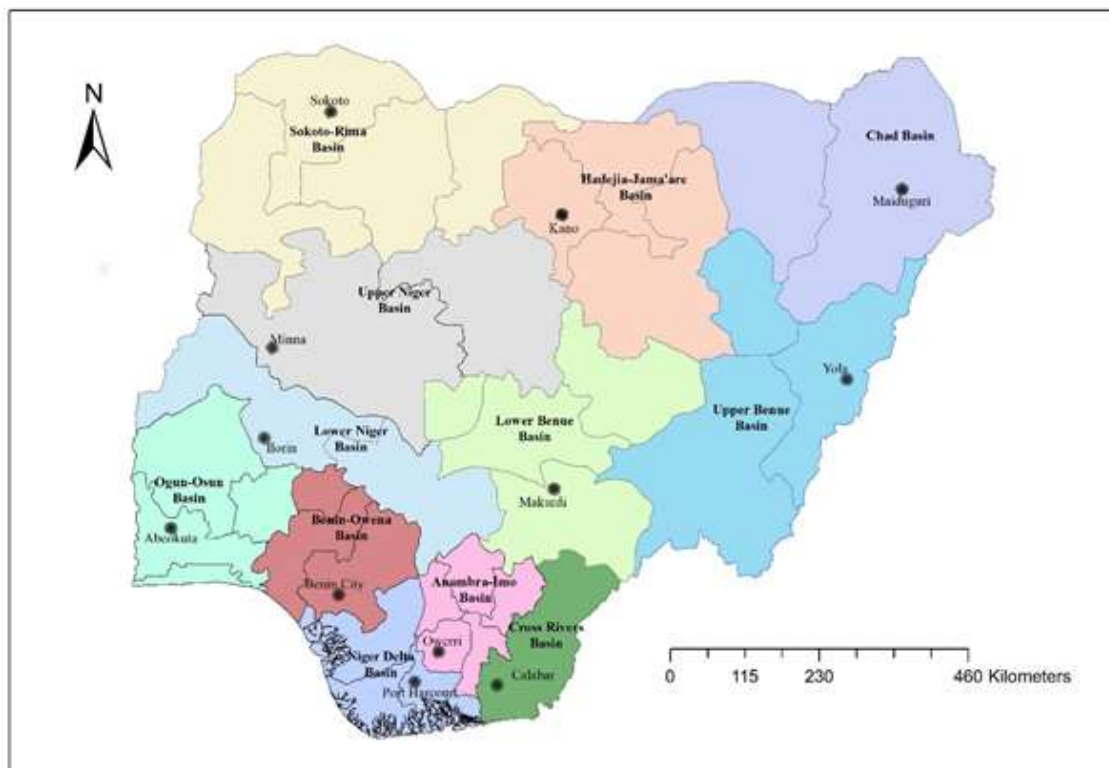 N
Sokoto
Sokoto-Rima
Basin
Chad Basin
Hadejia-Jama'are
Basin
Maiduguri
Kano
Upper Niger
Basin
Minna
Yola
Upper Benue
Basin
Lower Benue
Basin
Lower Niger
Basin
Ilorin
Ogun-Osun
Basin
Makurdi
Benin-Owena
Basin
Abeokuta
Anambra-Imo
Basin
Benin City
Cross Rivers
Basin
Owerri
Niger Delta
Basin
Calabar
Port Harcourt
0 115 230 460 Kilometers